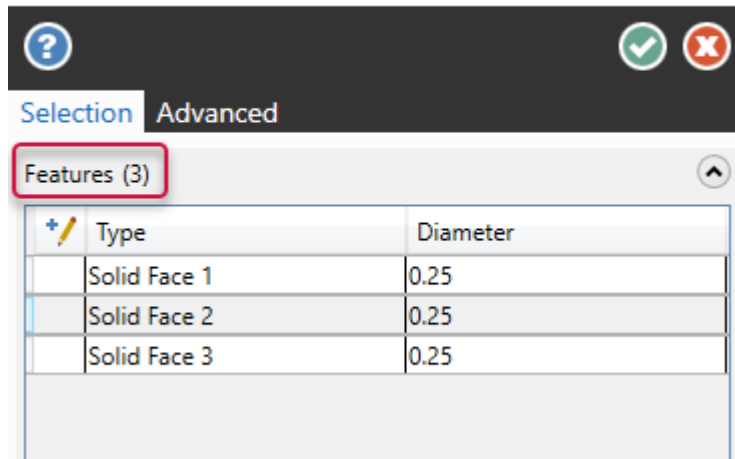 ?
Selection Advanced
Features (3)
Type Diameter
Solid Face 1 0.25
Solid Face 2 0.25
Solid Face 3 0.25